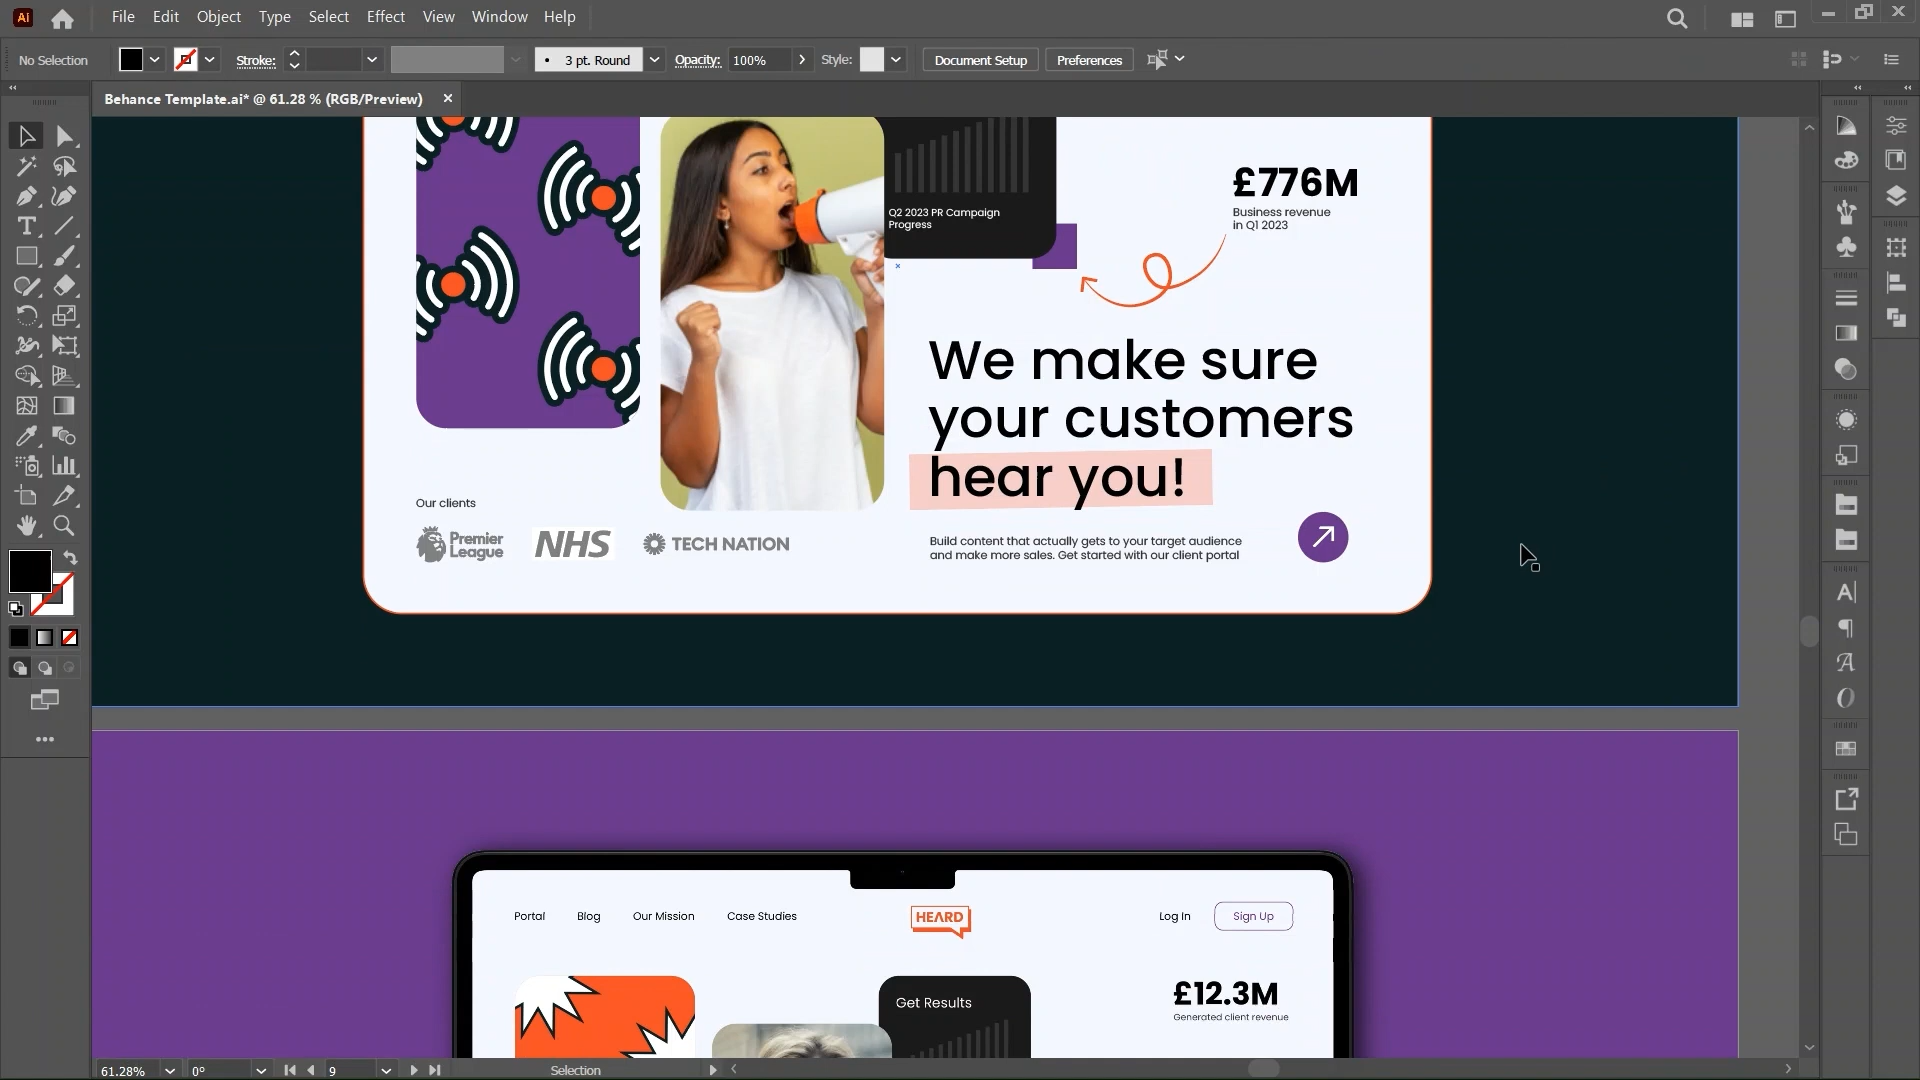 Ai
File Edit Object Type Select Effect View Window Help
No Selection
Stroke:
3 pt. Round
Opacity: 100%
Style:
Document Setup
Preferences
Behance Template.ai* @ 61.28 % (RGB/Preview)
Q2 2023 PR Campaign
Progress
£776M
Business revenue
in Q1 2023
We make sure
your customers
hear you!
Our clients
Premier
League
NHS
TECH NATION
Build content that actually gets to your target audience
and make more sales. Get started with our client portal
Portal Blog Our Mission Case Studies
HEARD
Log In
Sign Up
Get Results
£12.3M
Generated client revenue
61.28%
0°
9
Selection